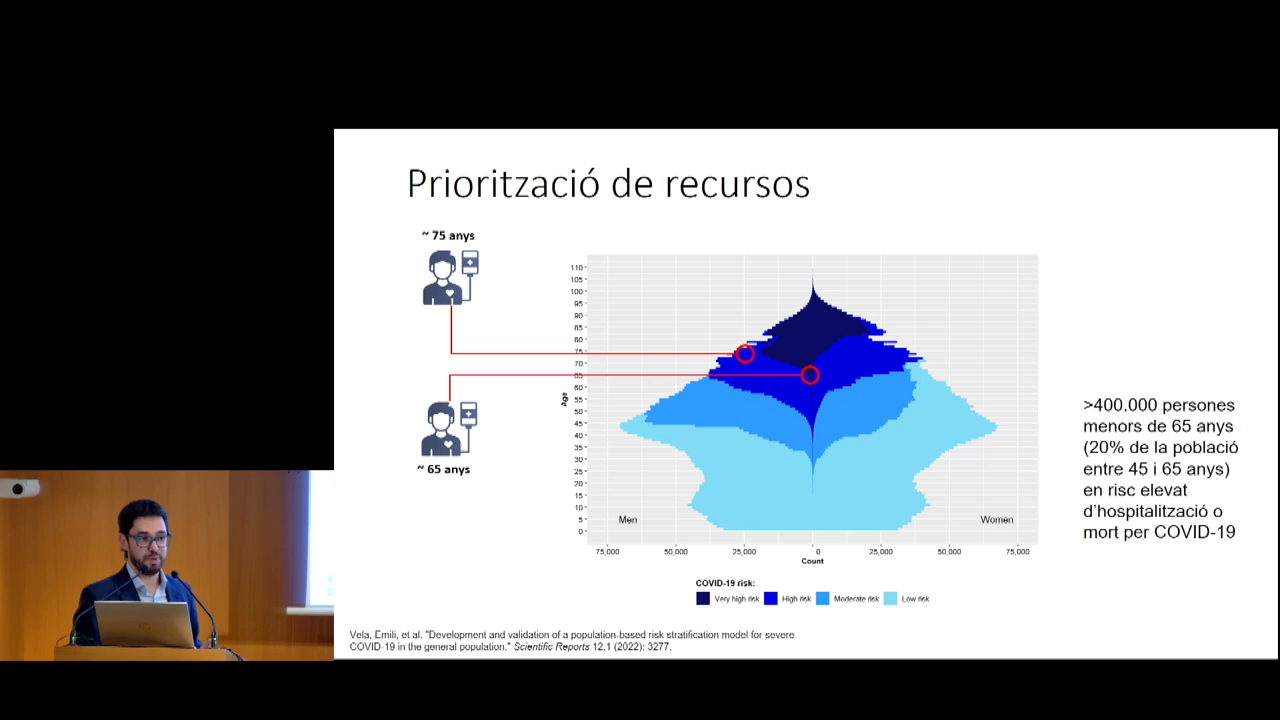 Priorització de recursos
~ 75 anys
~ 65 anys
110
105
100
95
90
85
80
75
70
65
60
55
50
45
40
35
30
25
20
15
10
5
0
Age
Men
Women
75,000 50,000 25,000 0 25,000 50,000 75,000
Count
COVID-19 risk:
Very high risk High risk Moderate risk Low risk
>400.000 persones
menors de 65 anys
(20% de la població
entre 45 i 65 anys)
en risc elevat
d'hospitalització o
mort per COVID-19
Vela, Emili, et al. "Development and validation of a population-based risk stratification model for severe
COVID-19 in the general population." Scientific Reports 12.1 (2022): 3277.